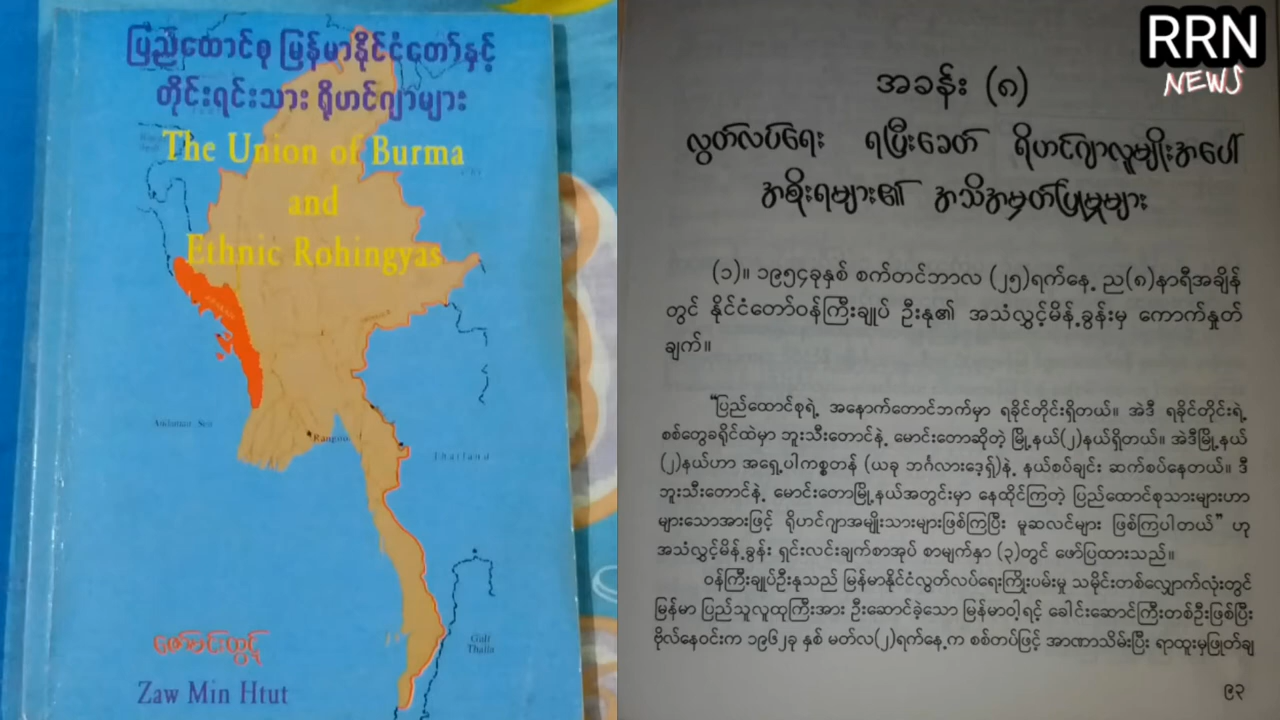 ပြည်ထောင်စု မြန်မာနိုင်ငံတော်နှင့်
တိုင်းရင်းသား ရိုဟင်ဂျာများ
The Union of Burma
and
Ethnic Rohingyas
Rangoon
Thailand
Gulf
ဇော်မင်းထွဋ်
Zaw Min Htut
RRN
NEWS
အခန်း (၈)
လွတ်လပ်ရေး ရပြီးခေတ် ရိုဟင်ဂျာလူမျိုးအပေါ်
အစိုးရများ၏ အသိအမှတ်ပြုမှုများ
(၁)။ ၁၉၅၄ခုနှစ် စက်တင်ဘာလ (၂၅)ရက်နေ့ ည(၈)နာရီအချိန်
တွင် နိုင်ငံတော်ဝန်ကြီးချုပ် ဦးနု၏ အသံလွှင့်မိန့်ခွန်းမှ ကောက်နှုတ်
ချက်။
“ပြည်ထောင်စုရဲ့ အနောက်တောင်ဘက်မှာ ရခိုင်တိုင်းရှိတယ်။ အဲဒီ ရခိုင်တိုင်းရဲ့
စစ်တွေခရိုင်ထဲမှာ ဘူးသီးတောင်နဲ့ မောင်းတောဆိုတဲ့ မြို့နယ်(၂)နယ်ရှိတယ်။ အဲဒီမြို့နယ်
(၂)နယ်ဟာ အရှေ့ပါကစ္စတန် (ယခု ဘင်္ဂလားဒေ့ရှ်)နဲ့ နယ်စပ်ချင်း ဆက်စပ်နေတယ်။ ဒီ
ဘူးသီးတောင်နဲ့ မောင်းတောမြို့နယ်အတွင်းမှာ နေထိုင်ကြတဲ့ ပြည်ထောင်စုသားများဟာ
များသောအားဖြင့် ရိုဟင်ဂျာအမျိုးသားများဖြစ်ကြပြီး မူဆလင်များ ဖြစ်ကြပါတယ်” ဟု
အသံလွှင့်မိန့်ခွန်း ရှင်းလင်းချက်စာအုပ် စာမျက်နှာ (၃)တွင် ဖော်ပြထားသည်။
ဝန်ကြီးချုပ်ဦးနုသည် မြန်မာနိုင်ငံလွတ်လပ်ရေးကြိုးပမ်းမှု သမိုင်းတစ်လျှောက်လုံးတွင်
မြန်မာ ပြည်သူလူထုကြီးအား ဦးဆောင်ခဲ့သော မြန်မာဝါ့ရင့် ခေါင်းဆောင်ကြီးတစ်ဦးဖြစ်ပြီး
ဗိုလ်နေဝင်းက ၁၉၆၂ခု နှစ် မတ်လ(၂)ရက်နေ့က စစ်တပ်ဖြင့် အာဏာသိမ်းပြီး ရာထူးမှဖြုတ်ချ
၉၃